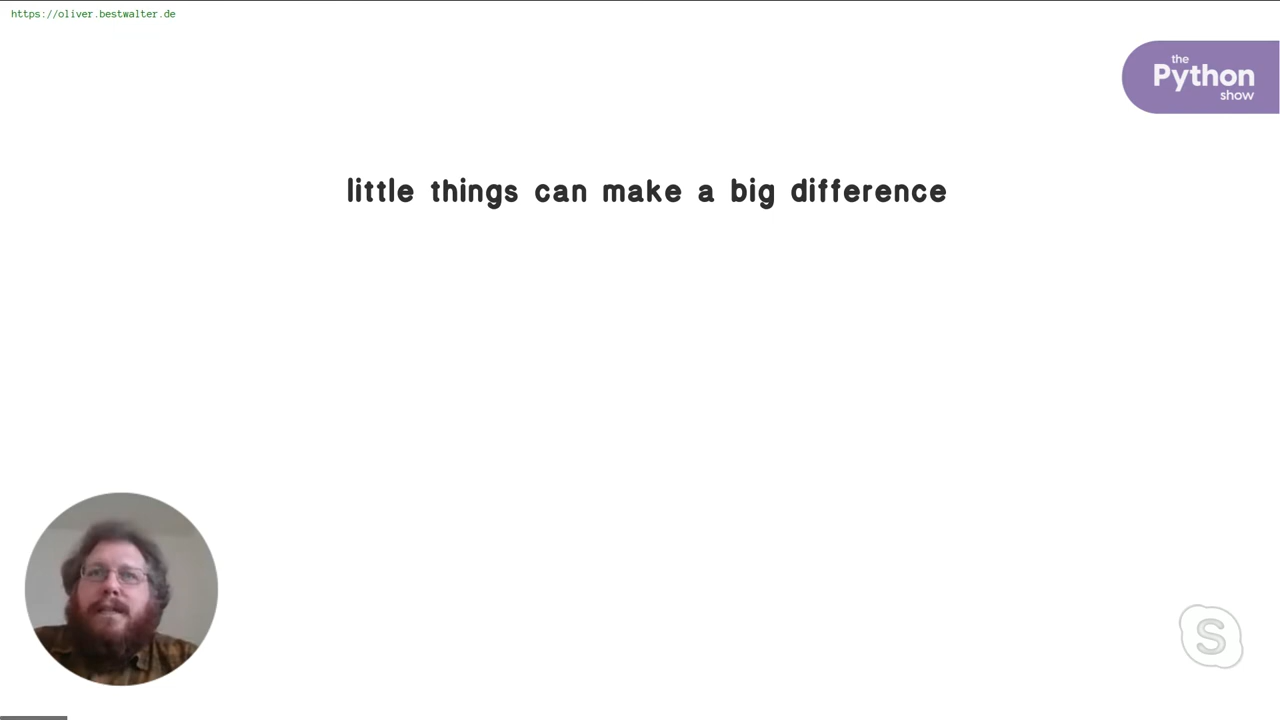 https://oliver.bestwalter.de
the
Python
show
little things can make a big difference
S